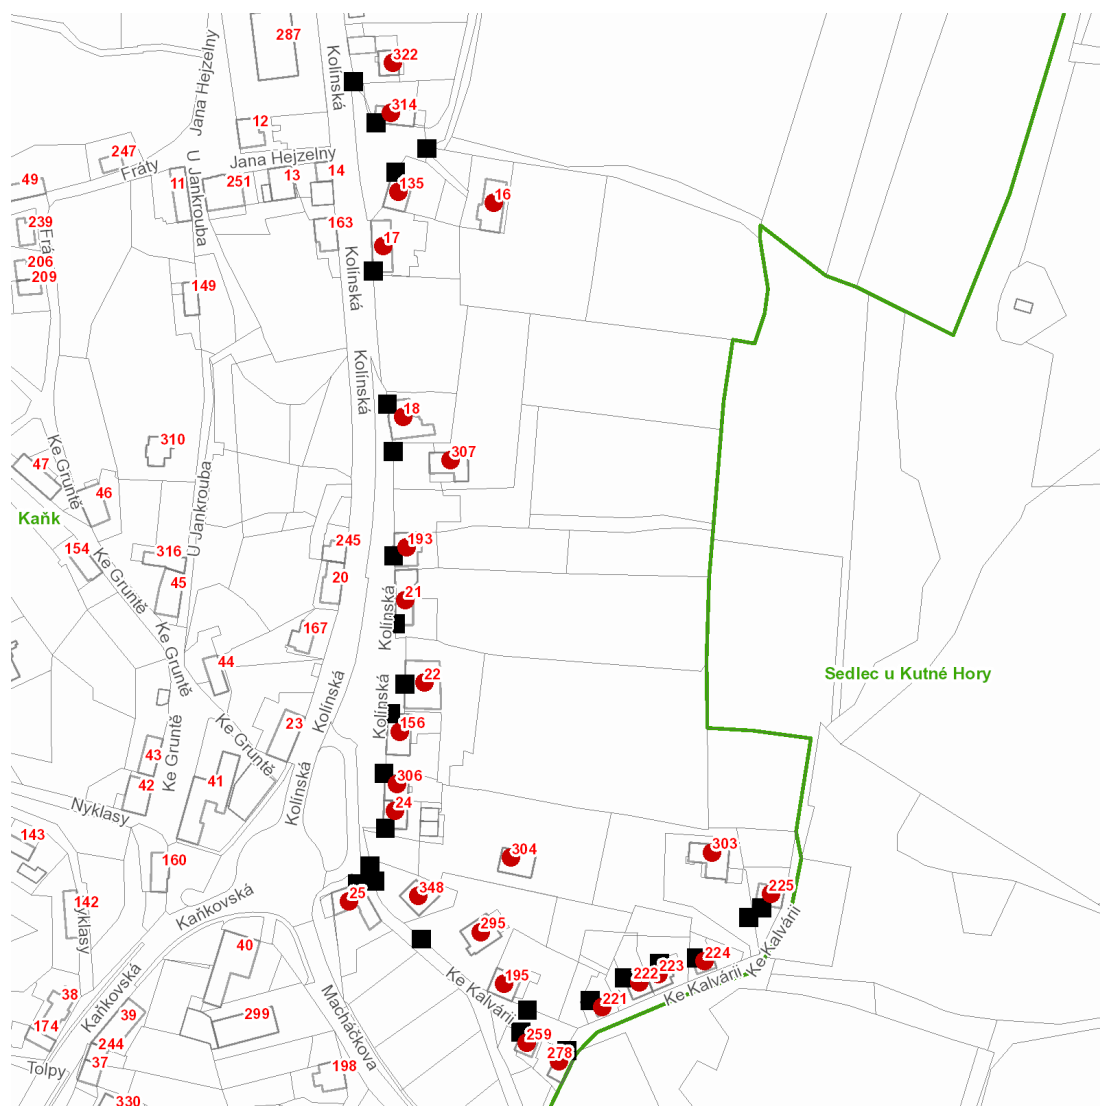 287
322
Kolínská
Jana Hejzelny
314
12
247
Jana Hejzelny
14
Fráty
49
11
251
13
135
16
U Jankrouba
239
163
17
Frá
206
209
Kolínská
149
Kolínská
18
310
307
47
Ke Gruntě
46
U Jankrouba
Kaňk
154
316
245
193
Ke Gruntě
45
20
21
Kolínská
167
Ke Gruntě
44
22
Sedlec u Kutné Hory
Kolínská
Kolínská
23
156
Ke Gruntě
Ke Gruntě
43
42
41
306
Kolínská
24
Nyklasy
143
160
304
303
225
142
Nyklasy
Kaňkovská
25
348
295
40
Ke Kalvárii
224
223
222
195
Ke Kalvárii
Ke Kalvárii
221
Kaňkovská
38
39
299
Macháčkova
174
244
259
37
278
Tolpy
198
330